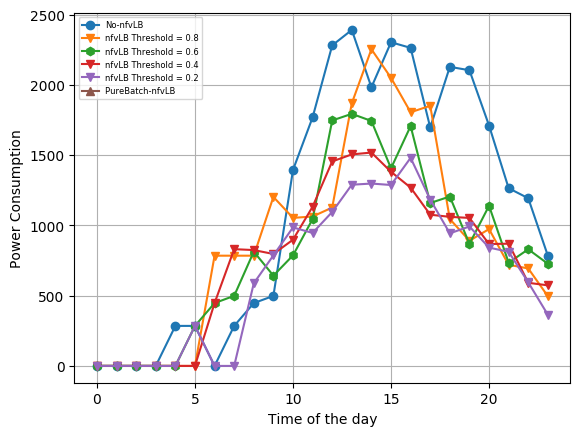 2500
2000
1500
1000
500
0
Power Consumption
No-nfvLB
nfvLB Threshold = 0.8
nfvLB Threshold = 0.6
nfvLB Threshold = 0.4
nfvLB Threshold = 0.2
PureBatch-nfvLB
0 5 10 15 20
Time of the day